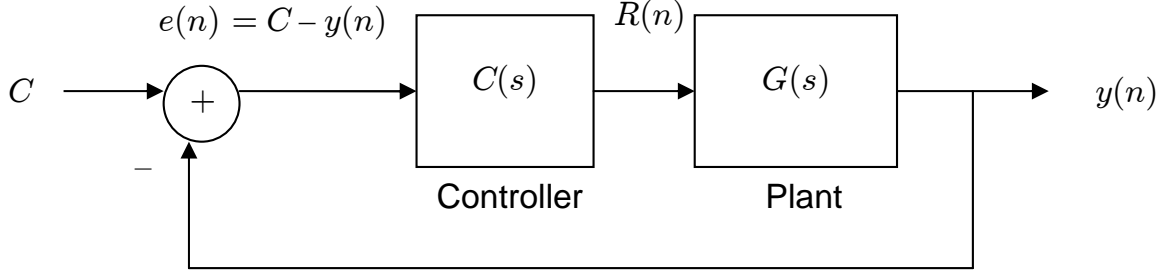 e(n) = C − y(n)
R(n)
C
+
C(s)
G(s)
y(n)
−
Controller
Plant